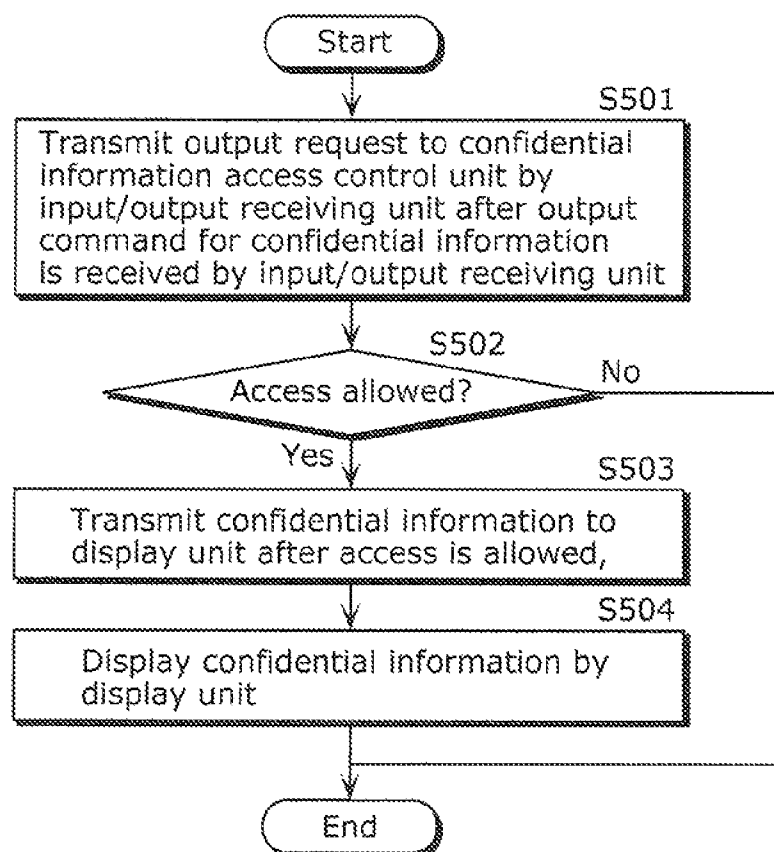 Start
S501
Transmit output request to confidential
information access control unit by
input/output receiving unit after output
command for confidential information
is received by input/output receiving unit
S502
Access allowed?
No
Yes
S503
Transmit confidential information to
display unit after access is allowed,
S504
Display confidential information by
display unit
End